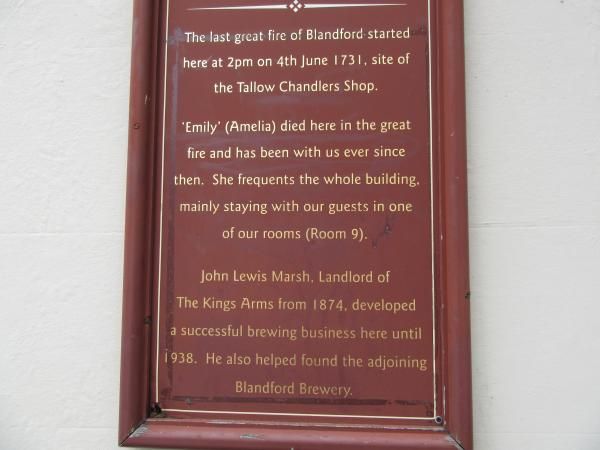 The last great fire of Blandford started
here at 2pm on 4th June 1731, site of
the Tallow Chandlers Shop.
'Emily' (Amelia) died here in the great
fire and has been with us ever since
then. She frequents the whole building,
mainly staying with our guests in one
of our rooms (Room 9).
John Lewis Marsh, Landlord of
The Kings Arms from 1874, developed
a successful brewing business here until
1938. He also helped found the adjoining
Blandford Brewery.